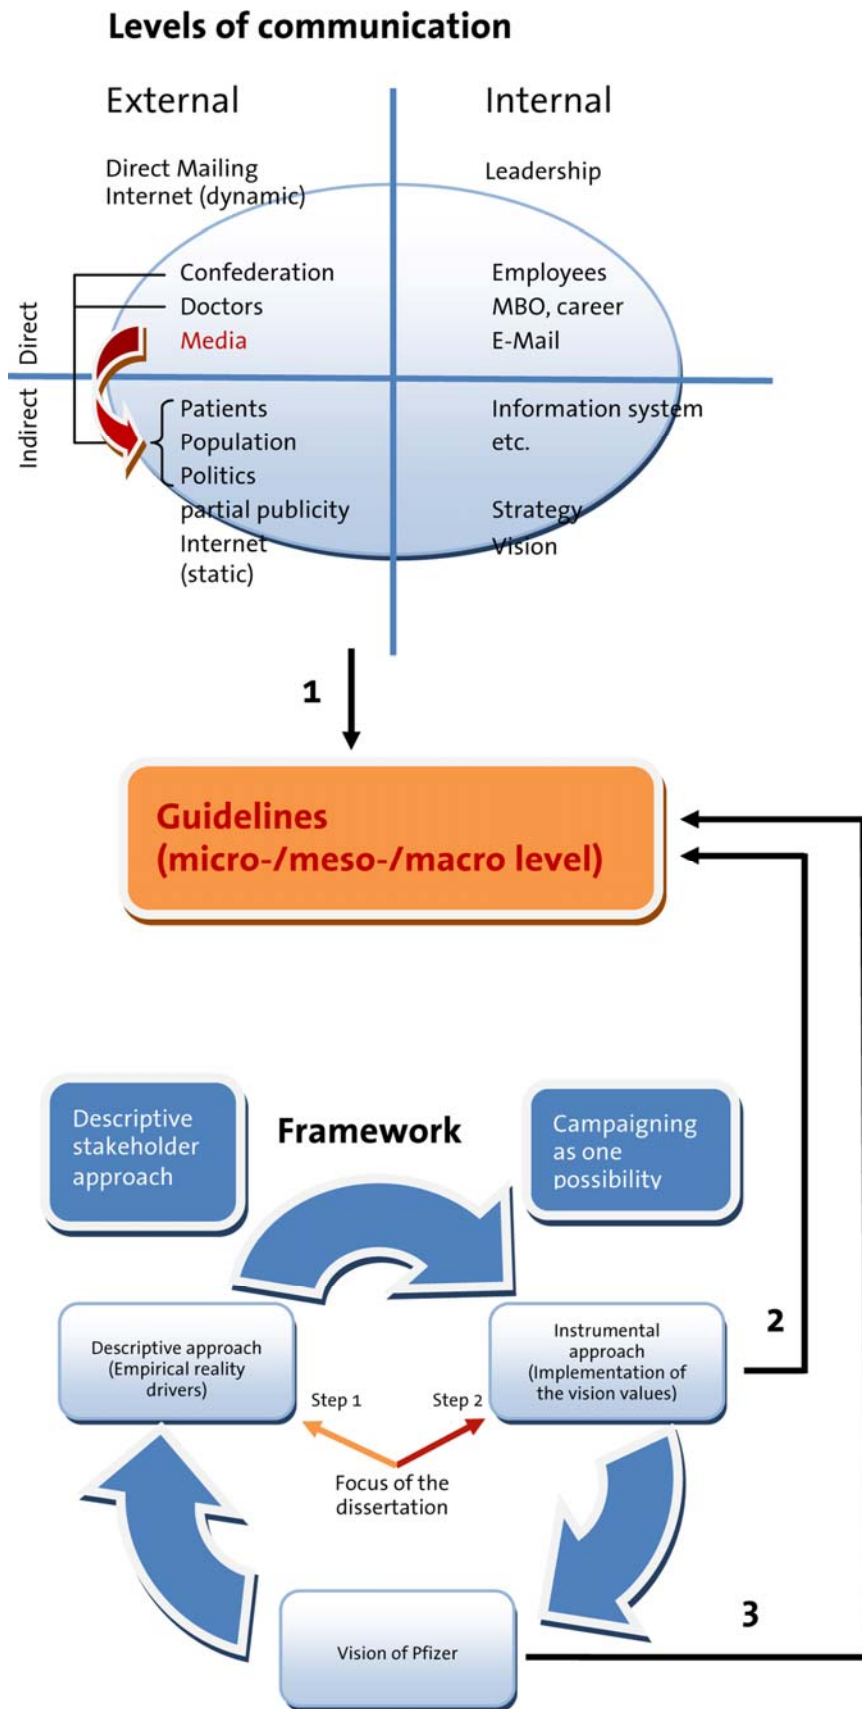 Levels of communication
External
Internal
Direct Mailing
Internet (dynamic)
Leadership
Direct
Confederation
Doctors
Media
Employees
MBO, career
E-Mail
Indirect
Patients
Population
Politics
partial publicity
Internet
(static)
Information system
etc.
Strategy
Vision
1
Guidelines
(micro-/meso-/macro level)
Descriptive
stakeholder
approach
Framework
Campaigning
as one
possibility
Descriptive approach
(Empirical reality
drivers)
Instrumental
approach
(Implementation of
the vision values)
2
Step 1
Step 2
Focus of the
dissertation
Vision of Pfizer
3